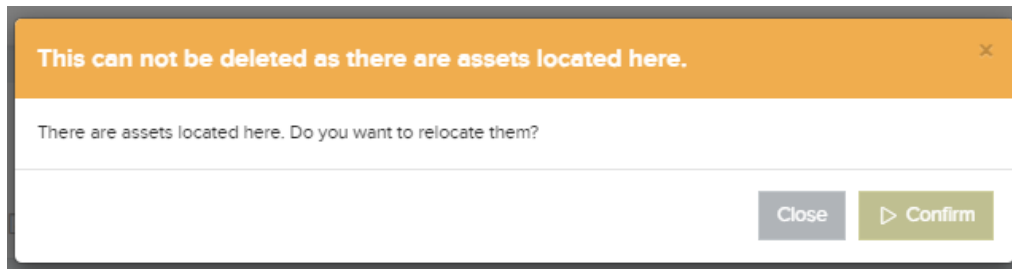 This can not be deleted as there are assets located here.
×
There are assets located here. Do you want to relocate them?
Close
Confirm